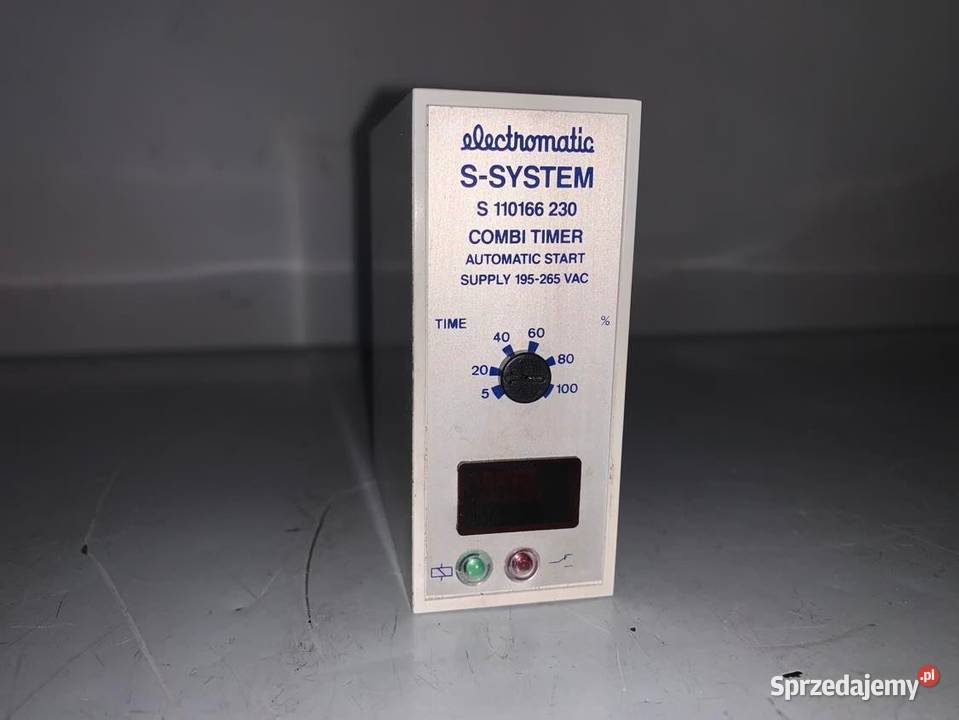 electromatic
S-SYSTEM
S 110166 230
COMBI TIMER
AUTOMATIC START
SUPPLY 195-265 VAC
TIME %
40 60
20 80
5 100
Sprzedajemy.pl